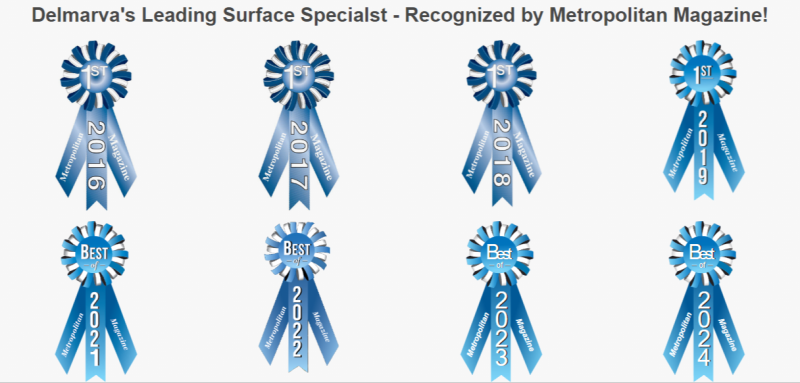 Delmarva's Leading Surface Specialst - Recognized by Metropolitan Magazine!
1ST
Metropolitan 2016 Magazine
1ST
Metropolitan 2017 Magazine
1ST
Metropolitan 2018 Magazine
1ST
Metropolitan 2019 Magazine
BEST
of
Metropolitan 2021 Magazine
BEST
of
Metropolitan 2022 Magazine
Best
of
Metropolitan 2023 Magazine
Best
of
Metropolitan 2024 Magazine